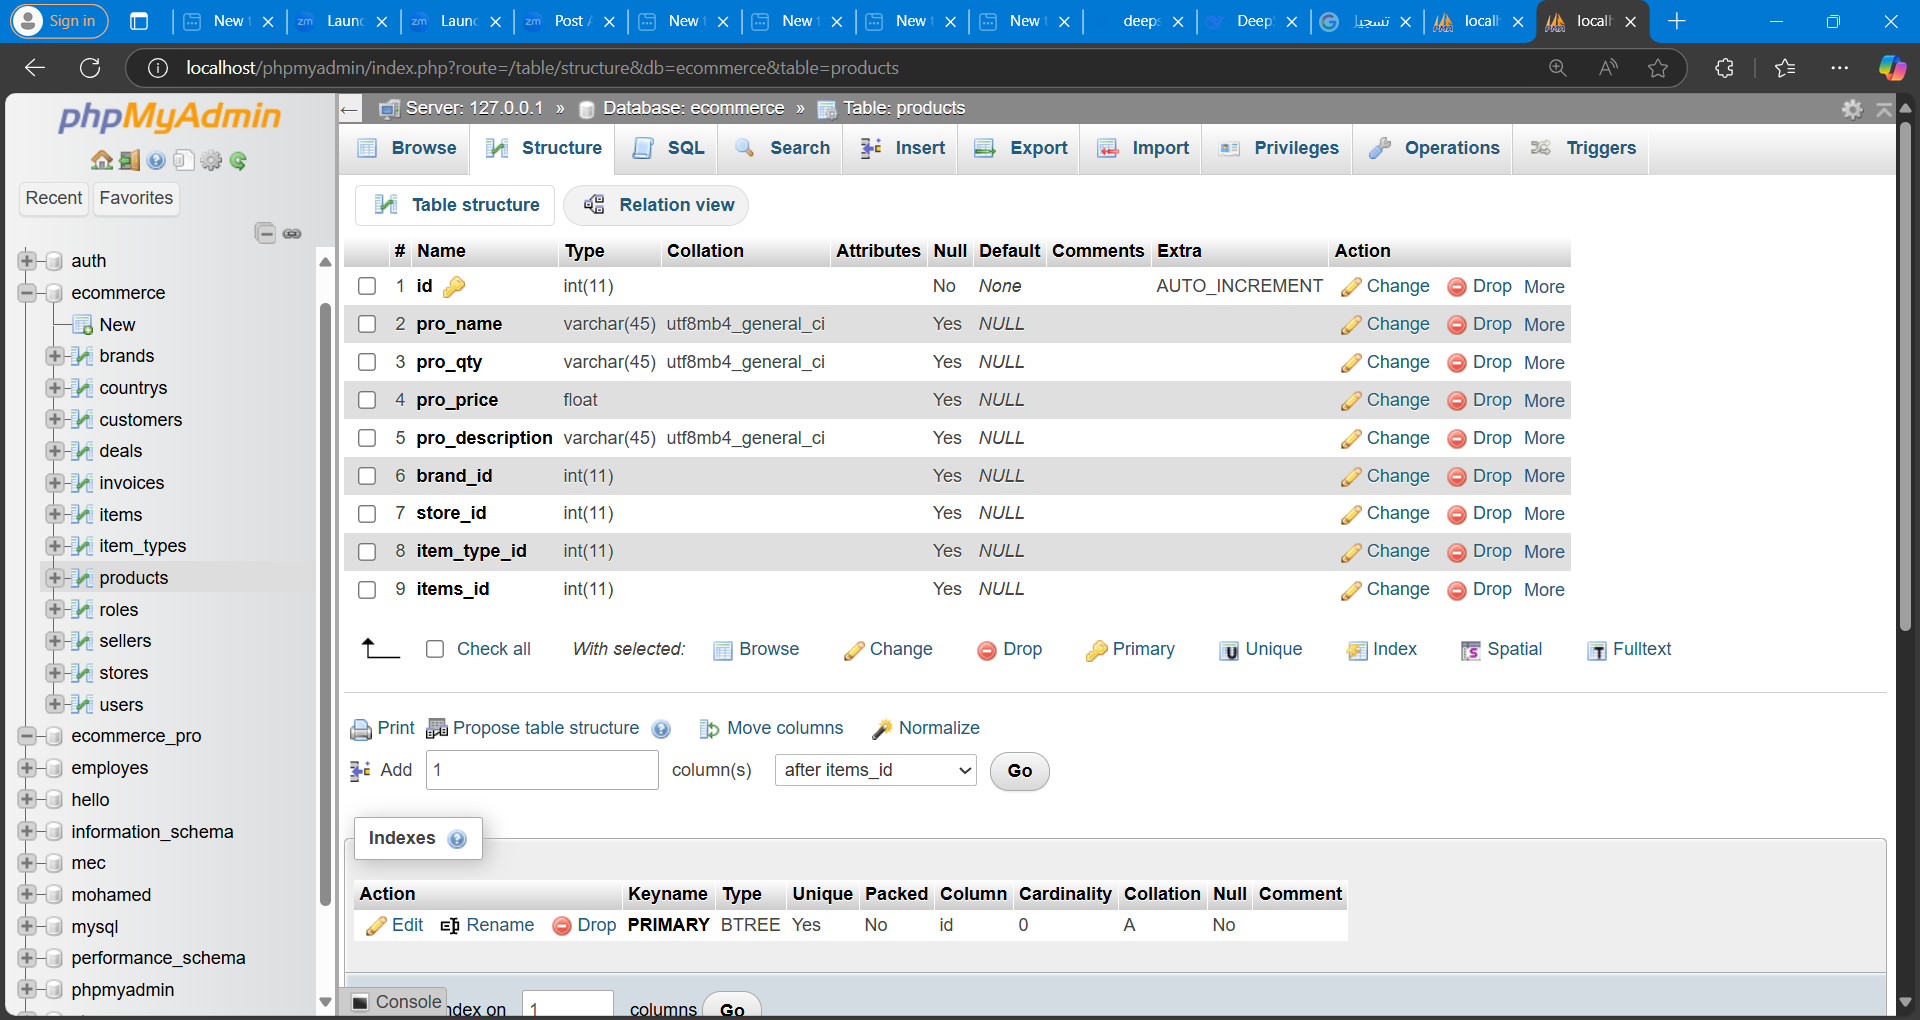 Sign in New Laun Laun Post New New New New deep Deep تسجيل localh localh
localhost/phpmyadmin/index.php?route=/table/structure&db=ecommerce&table=products
phpMyAdmin
Recent Favorites
auth
ecommerce
New
brands
countrys
customers
deals
invoices
items
item_types
products
roles
sellers
stores
users
ecommerce_pro
employes
hello
information_schema
mec
mohamed
mysql
performance_schema
phpmyadmin
Server: 127.0.0.1 » Database: ecommerce » Table: products
Browse Structure SQL Search Insert Export Import Privileges Operations Triggers
Table structure Relation view
# Name Type Collation Attributes Null Default Comments Extra Action
1 id int(11) No None AUTO_INCREMENT Change Drop More
2 pro_name varchar(45) utf8mb4_general_ci Yes NULL Change Drop More
3 pro_qty varchar(45) utf8mb4_general_ci Yes NULL Change Drop More
4 pro_price float Yes NULL Change Drop More
5 pro_description varchar(45) utf8mb4_general_ci Yes NULL Change Drop More
6 brand_id int(11) Yes NULL Change Drop More
7 store_id int(11) Yes NULL Change Drop More
8 item_type_id int(11) Yes NULL Change Drop More
9 items_id int(11) Yes NULL Change Drop More
Check all With selected: Browse Change Drop Primary Unique Index Spatial Fulltext
Print Propose table structure Move columns Normalize
Add 1 column(s) after items_id Go
Indexes
Action Keyname Type Unique Packed Column Cardinality Collation Null Comment
Edit Rename Drop PRIMARY BTREE Yes No id 0 A No
Console ndex on 1 columns Go